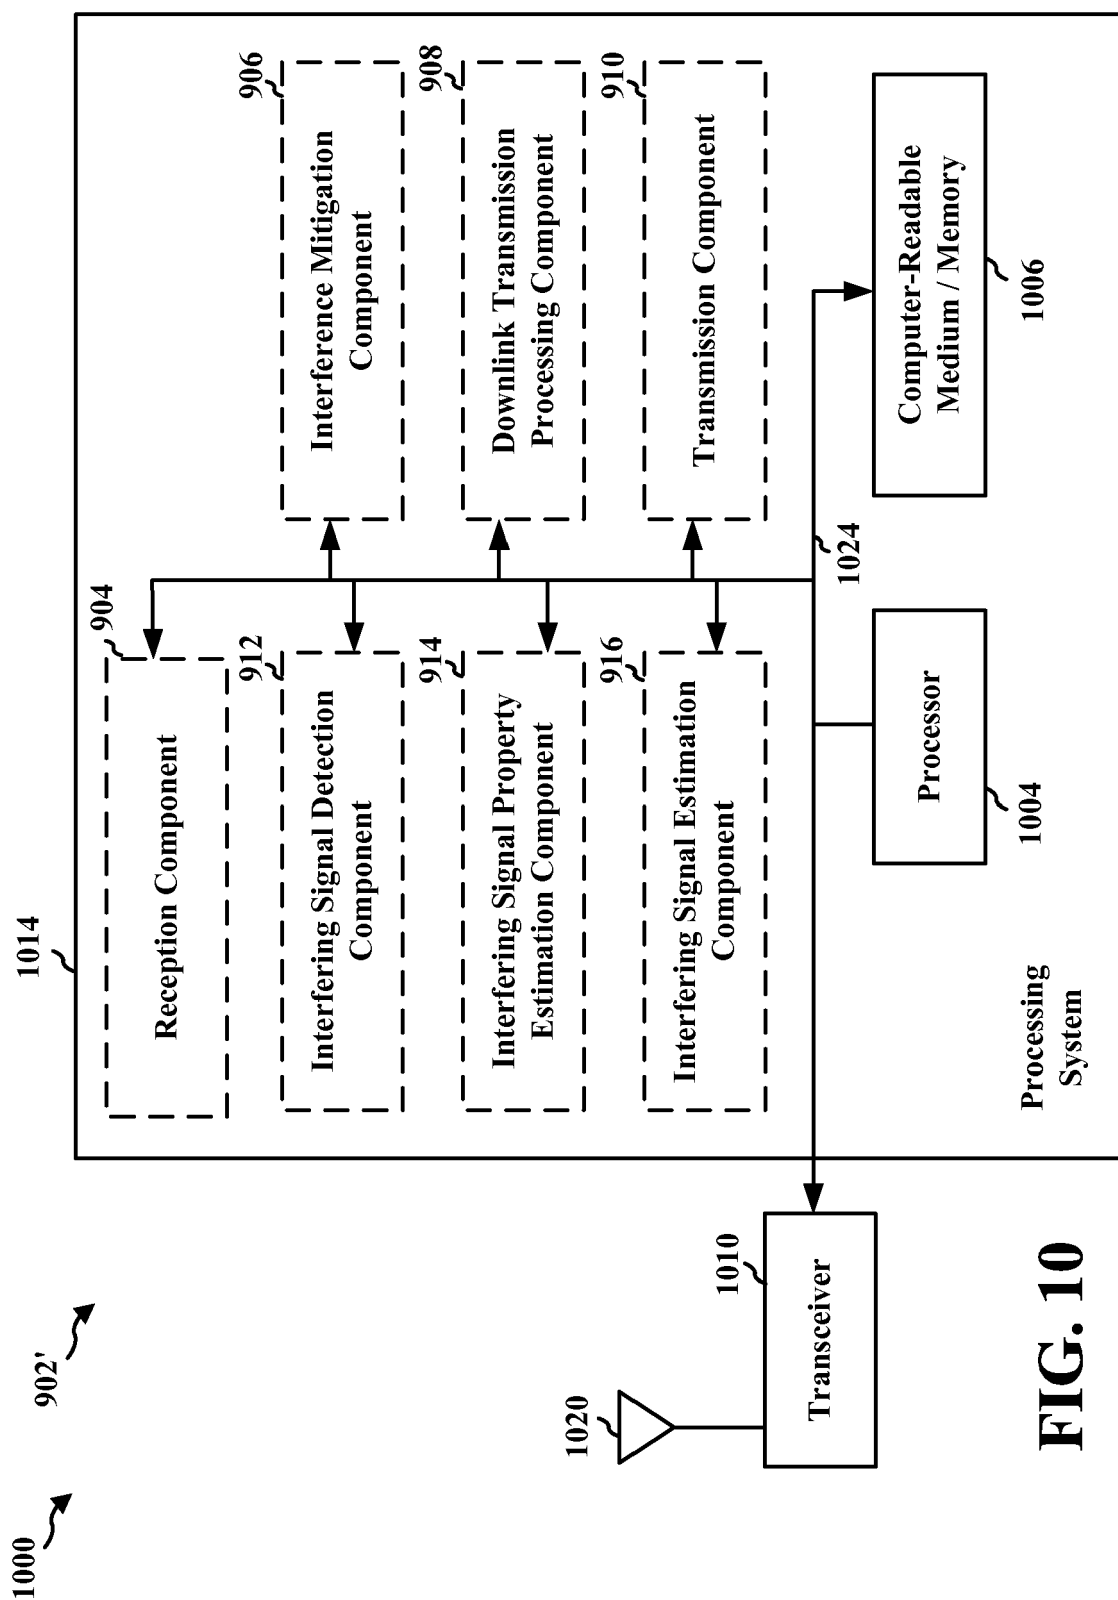 1000
902'
1014
904
Reception Component
906
Interference Mitigation
Component
912
Interfering Signal Detection
Component
908
Downlink Transmission
Processing Component
914
Interfering Signal Property
Estimation Component
910
Transmission Component
916
Interfering Signal Estimation
Component
1020
1010
Transceiver
1024
Processor
1004
Computer-Readable
Medium / Memory
1006
Processing
System
FIG. 10